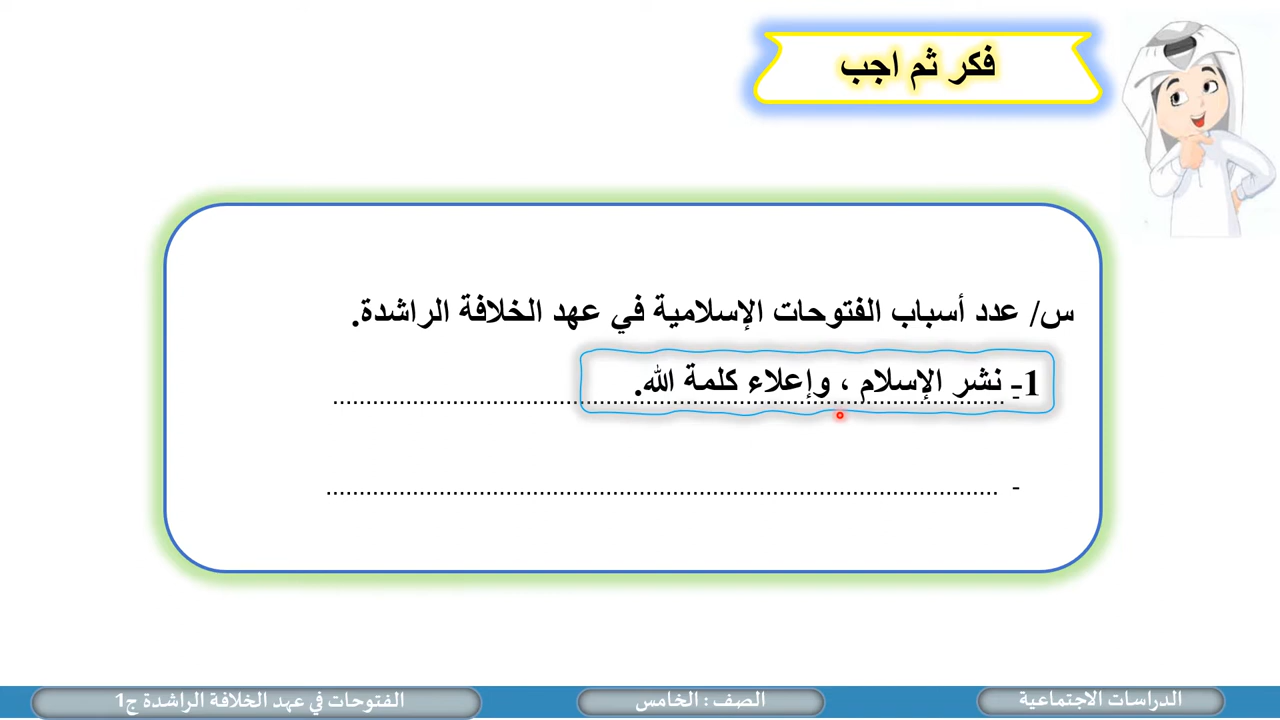 فكر ثم اجب
س/ عدد أسباب الفتوحات الإسلامية في عهد الخلافة الراشدة.
1- نشر الإسلام ، وإعلاء كلمة الله.
- ........................................................
الدراسات الاجتماعية
الصف : الخامس
الفتوحات في عهد الخلافة الراشدة ج1